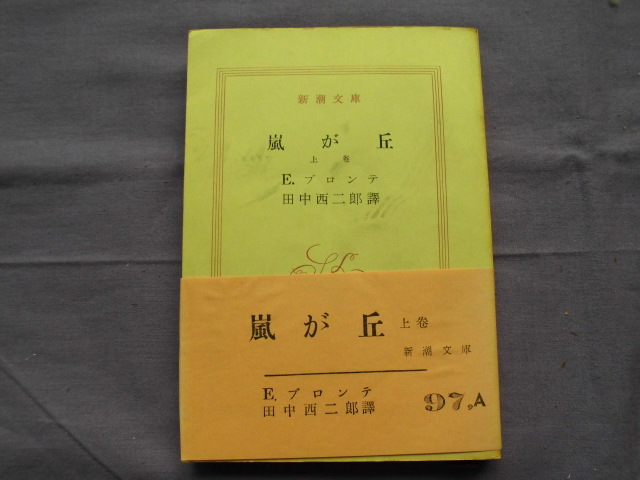 新潮文庫
嵐が丘
上巻
E. ブロンテ
田中西二郎譯
嵐が丘 上卷
新潮文庫
E. ブロンテ
田中西二郎譯
97,A